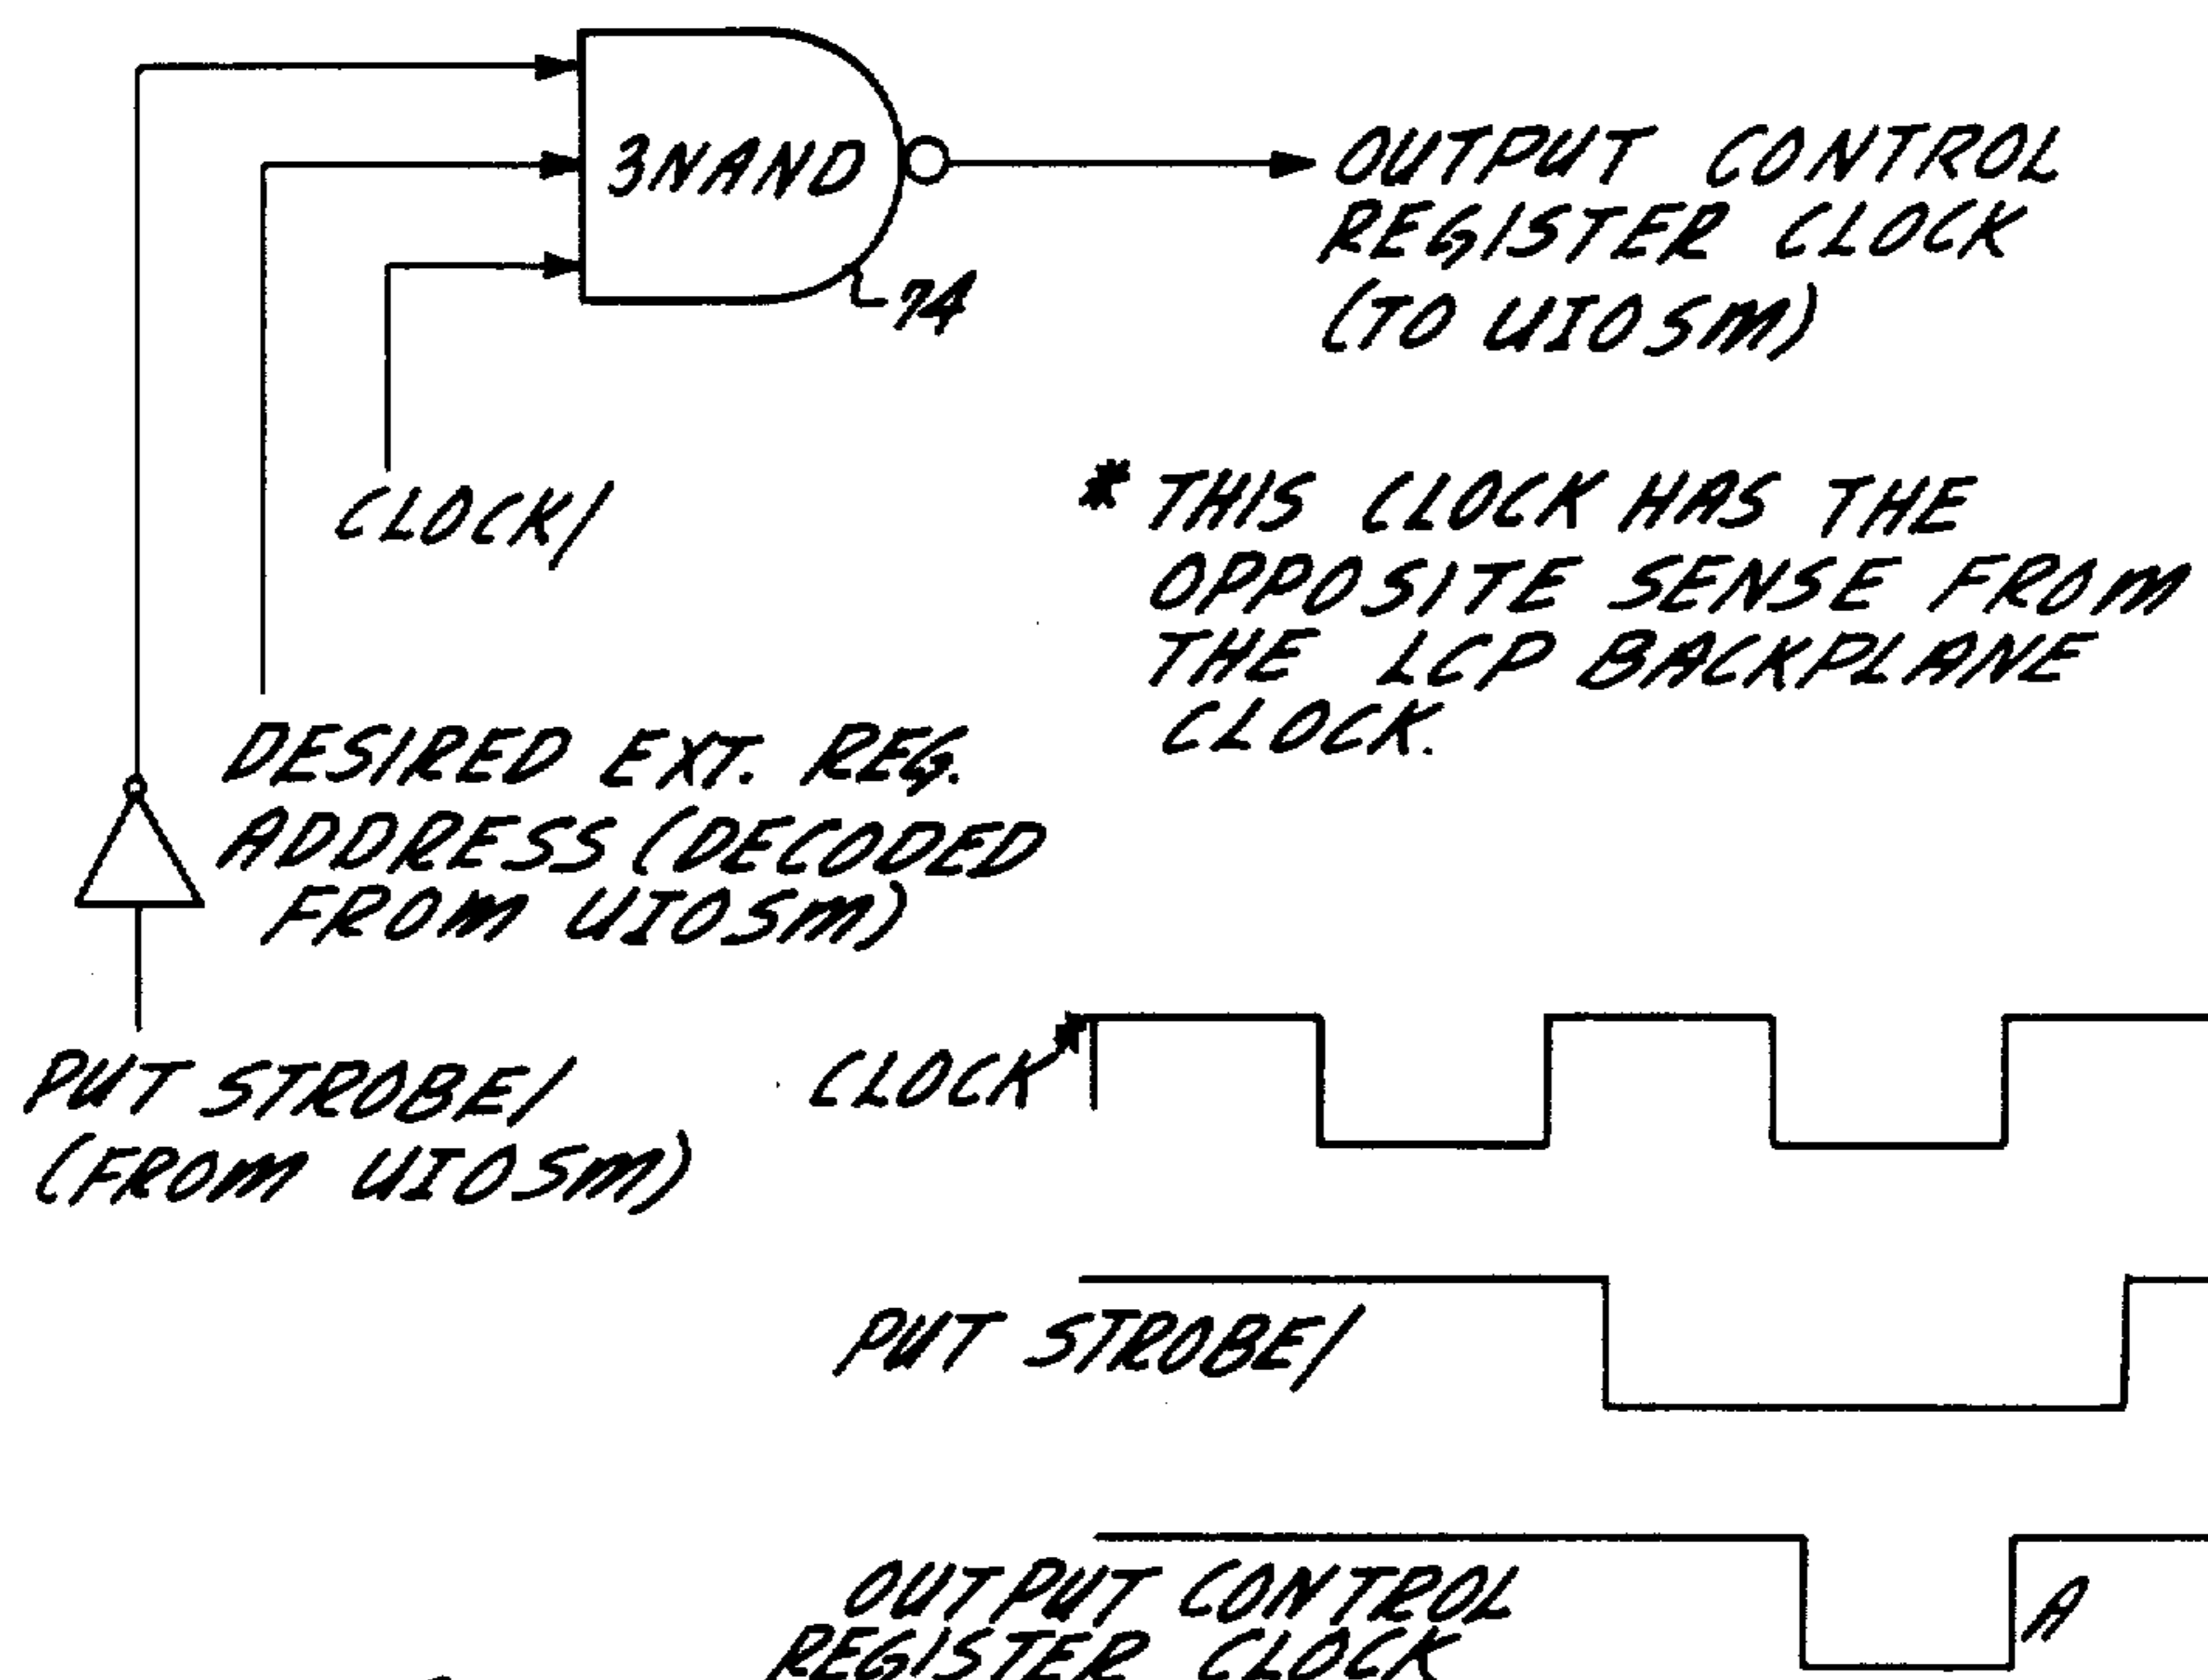 3NAND
OUTPUT CONTROL
REGISTER CLOCK
(TO UIOSM)
74
CLOCK/
* THIS CLOCK HAS THE
OPPOSITE SENSE FROM
THE LCP BACKPLANE
CLOCK.
DESIRED EXT. REG.
ADDRESS (DECODED
FROM UIOSM)
PUT STROBE/
(FROM UIOSM)
CLOCK*
PUT STROBE/
OUTPUT CONTROL
REGISTER CLOCK
A